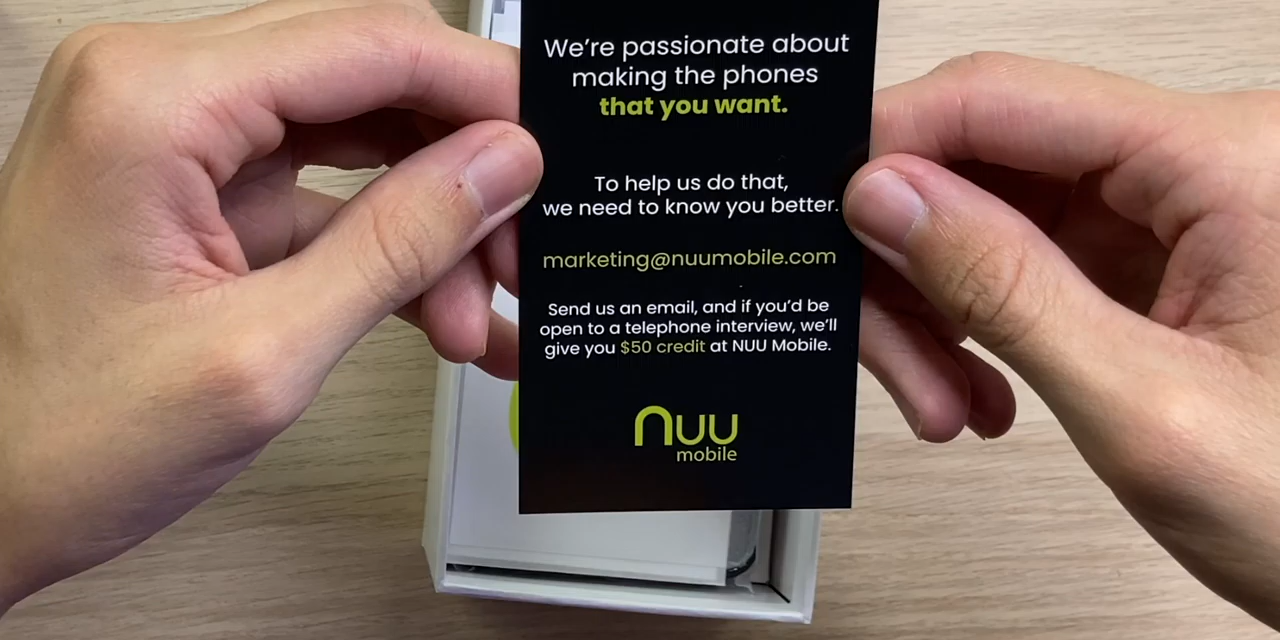 We're passionate about
making the phones
that you want.
To help us do that,
we need to know you better.
marketing@nuumobile.com
Send us an email, and if you'd be
open to a telephone interview, we'll
give you $50 credit at NUU Mobile.
nuu
mobile